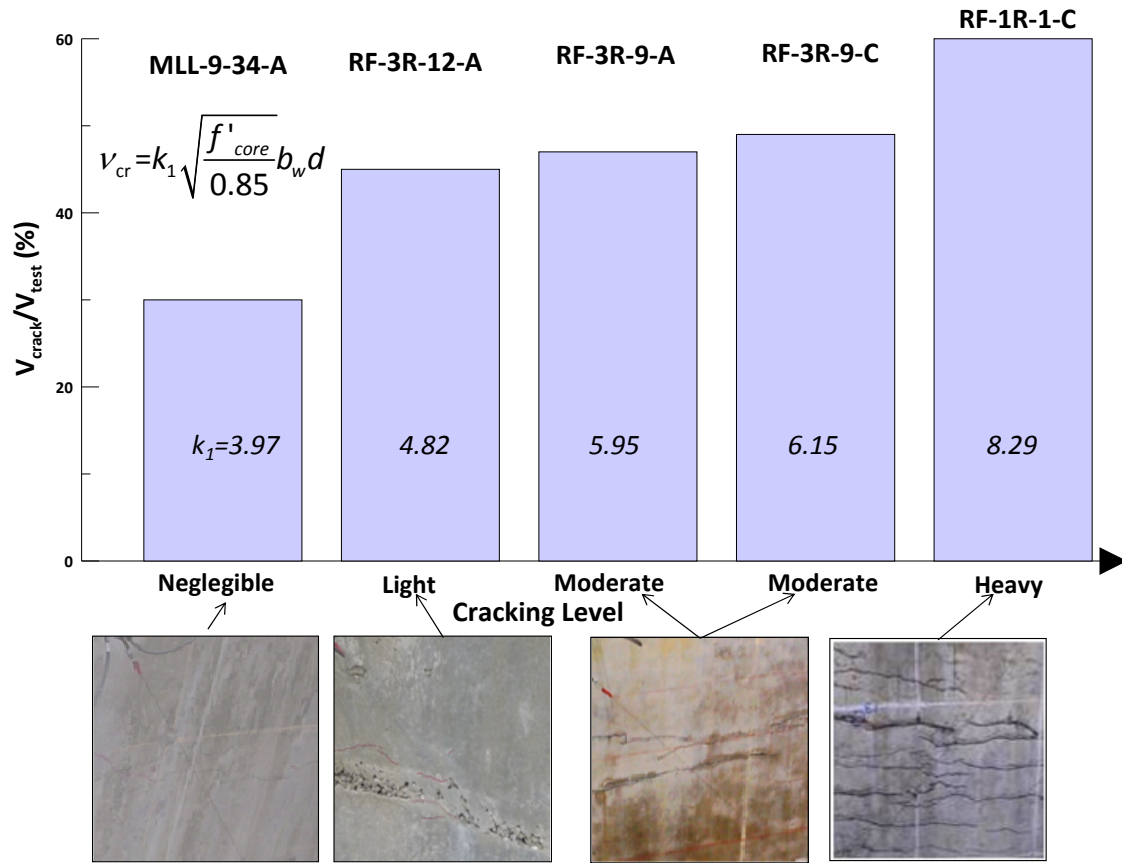 RF-1R-1-C
MLL-9-34-A RF-3R-12-A RF-3R-9-A RF-3R-9-C
ν_cr = k_1 √(f'_core / 0.85) b_w d
V_crack/V_test (%)
60
40
20
0
k_1=3.97 4.82 5.95 6.15 8.29
Neglegible Light Moderate Moderate Heavy
Cracking Level